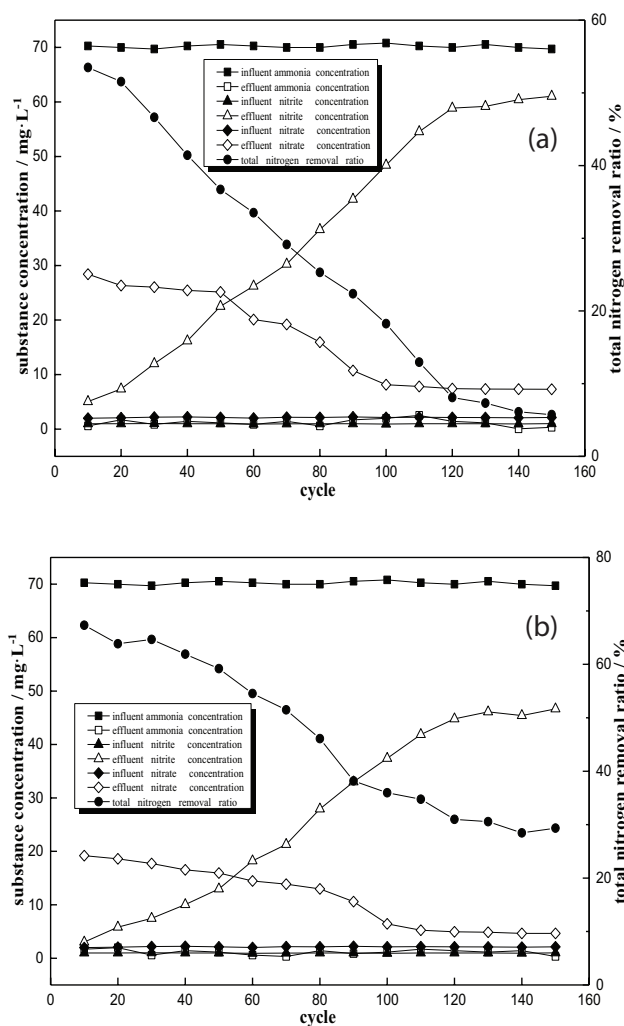 (a)
substance concentration / mg·L-1
70
60
50
40
30
20
10
0
influent ammonia concentration
effluent ammonia concentration
influent nitrite concentration
effluent nitrite concentration
influent nitrate concentration
effluent nitrate concentration
total nitrogen removal ratio
60
40
20
0
total nitrogen removal ratio / %
0 20 40 60 80 100 120 140 160
cycle
(b)
substance concentration / mg·L-1
70
60
50
40
30
20
10
0
influent ammonia concentration
effluent ammonia concentration
influent nitrite concentration
effluent nitrite concentration
influent nitrate concentration
effluent nitrate concentration
total nitrogen removal ratio
80
60
40
20
0
total nitrogen removal ratio / %
0 20 40 60 80 100 120 140 160
cycle